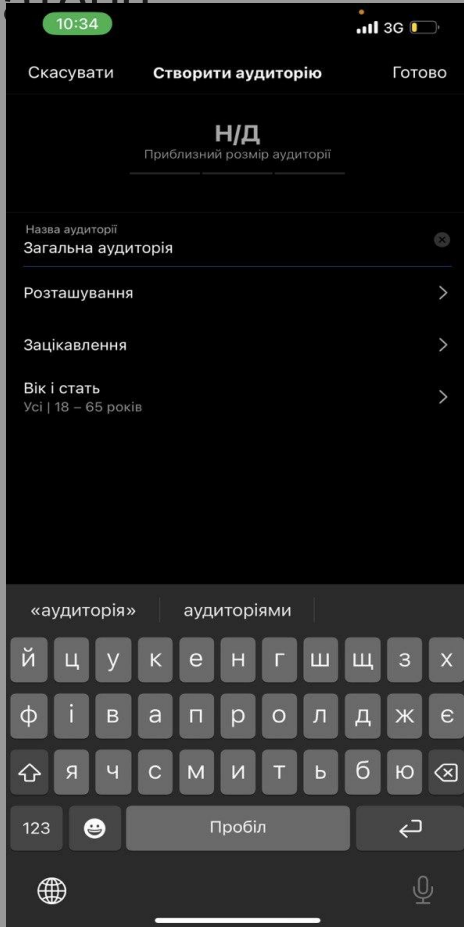 10:34
3G
Скасувати Створити аудиторію Готово
Н/Д
Приблизний розмір аудиторії
Назва аудиторії
Загальна аудиторія
Розташування
Зацікавлення
Вік і стать
Усі | 18 – 65 років
«аудиторія» аудиторіями
й ц у к е н г ш щ з х
ф і в а п р о л д ж є
я ч с м и т ь б ю
123 Пробіл